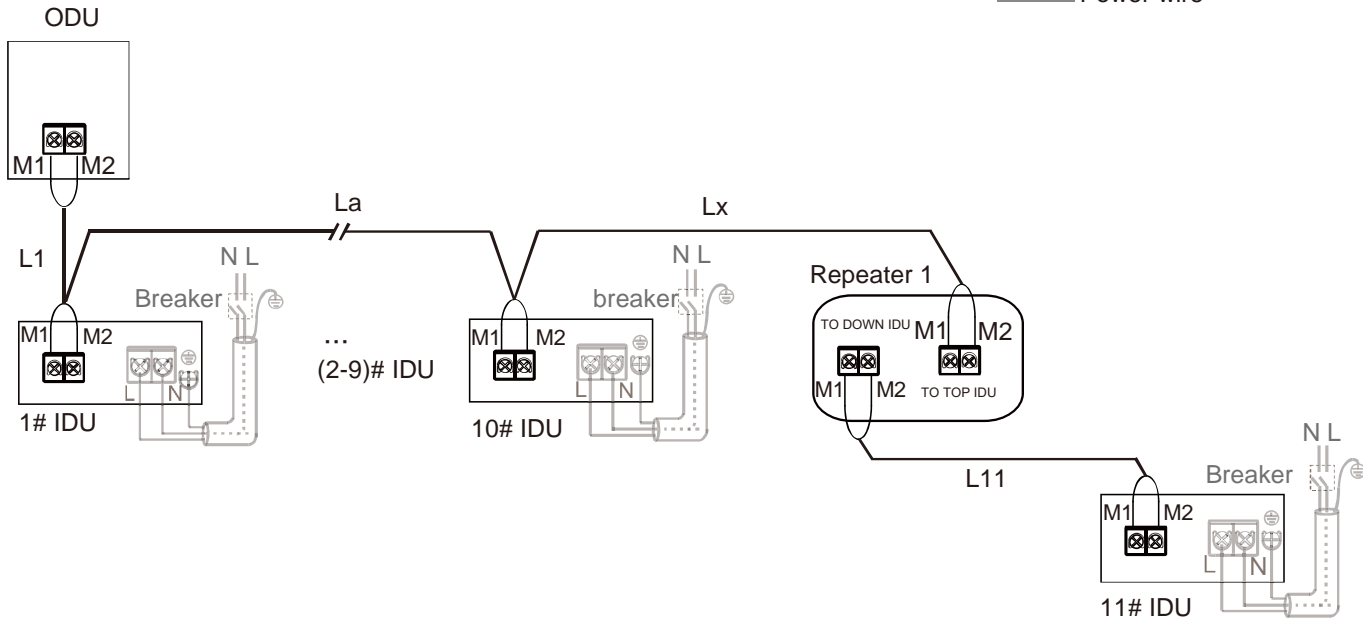 Power wire
ODU
M1 M2
La
Lx
L1
N L
N L
Repeater 1
Breaker
breaker
TO DOWN IDU
M1 M2
M1 M2
...
M1 M2
(2-9)# IDU
M1 M2
TO TOP IDU
L N
L N
1# IDU
10# IDU
N L
L11
Breaker
M1 M2
L N
11# IDU